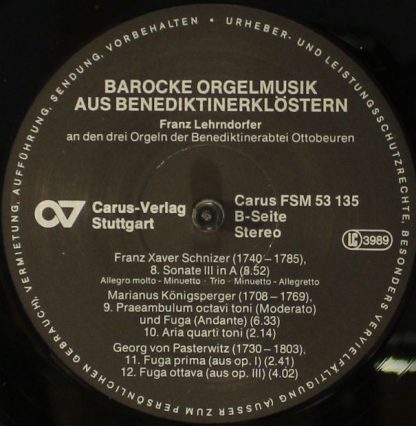 URHEBER- UND LEISTUNGSSCHUTZRECHTE, BESONDERS VERVIELFÄLTIGUNG (AUSSER ZUM PERSÖNLICHEN GEBRAUCH), VERMIETUNG, AUFFÜHRUNG, SENDUNG, VORBEHALTEN •
BAROCKE ORGELMUSIK
AUS BENEDIKTINERKLÖSTERN
Franz Lehrndorfer
an den drei Orgeln der Benediktinerabtei Ottobeuren
Carus-Verlag
Stuttgart
Carus FSM 53 135
B-Seite
Stereo
LC 3989
Franz Xaver Schnizer (1740 – 1785),
8. Sonate III in A (8.52)
Allegro molto - Minuetto - Trio - Minuetto - Allegretto
Marianus Königsperger (1708 – 1769),
9. Praeambulum octavi toni (Moderato)
und Fuga (Andante) (6.33)
10. Aria quarti toni (2.14)
Georg von Pasterwitz (1730 – 1803),
11. Fuga prima (aus op. I) (2.41)
12. Fuga ottava (aus op. III) (4.02)